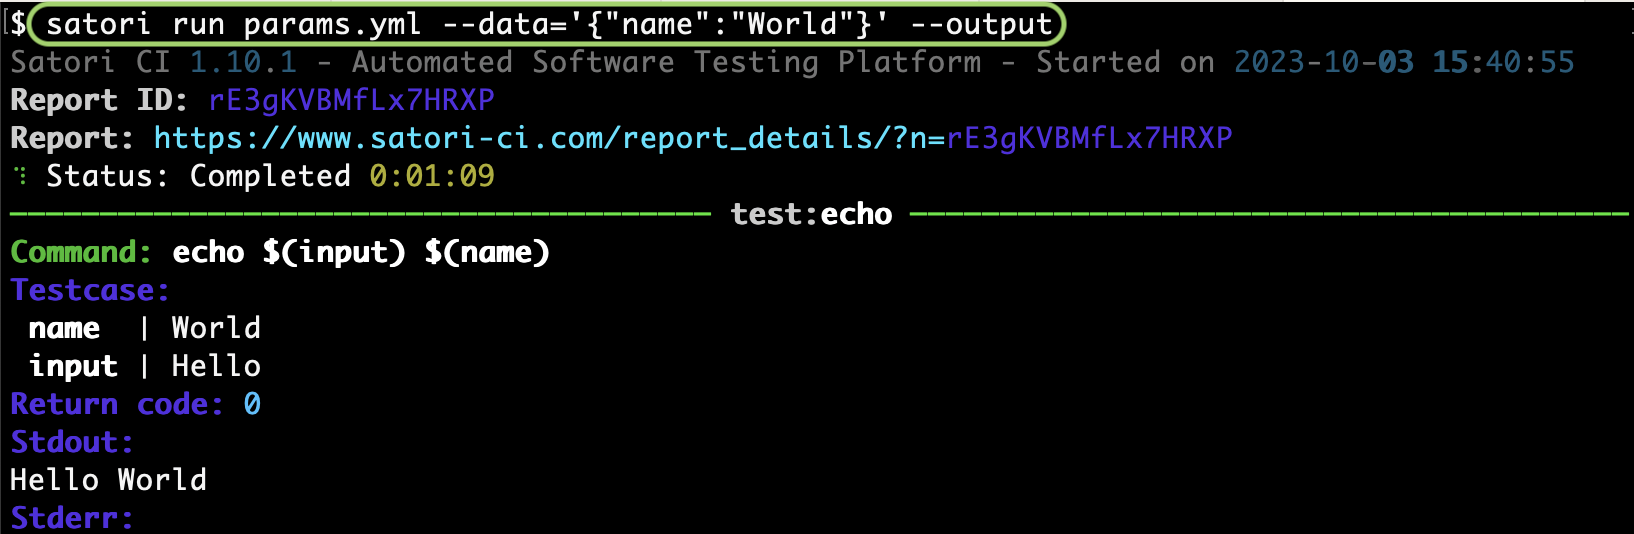 $ satori run params.yml --data='{"name":"World"}' --output
Satori CI 1.10.1 - Automated Software Testing Platform - Started on 2023-10-03 15:40:55
Report ID: rE3gKVBMfLx7HRXP
Report: https://www.satori-ci.com/report_details/?n=rE3gKVBMfLx7HRXP
Status: Completed 0:01:09
test:echo
Command: echo $(input) $(name)
Testcase:
name | World
input | Hello
Return code: 0
Stdout:
Hello World
Stderr: